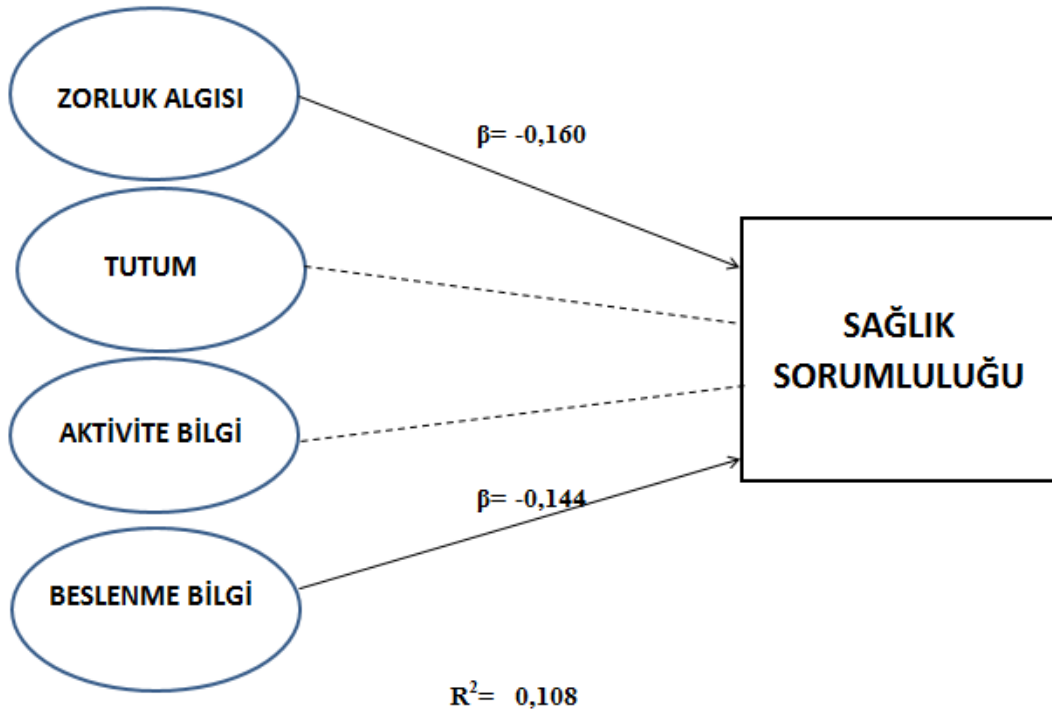 ZORLUK ALGISI
β= -0,160
TUTUM
SAĞLIK
SORUMLULUĞU
AKTİVİTE BİLGİ
β= -0,144
BESLENME BİLGİ
R²= 0,108